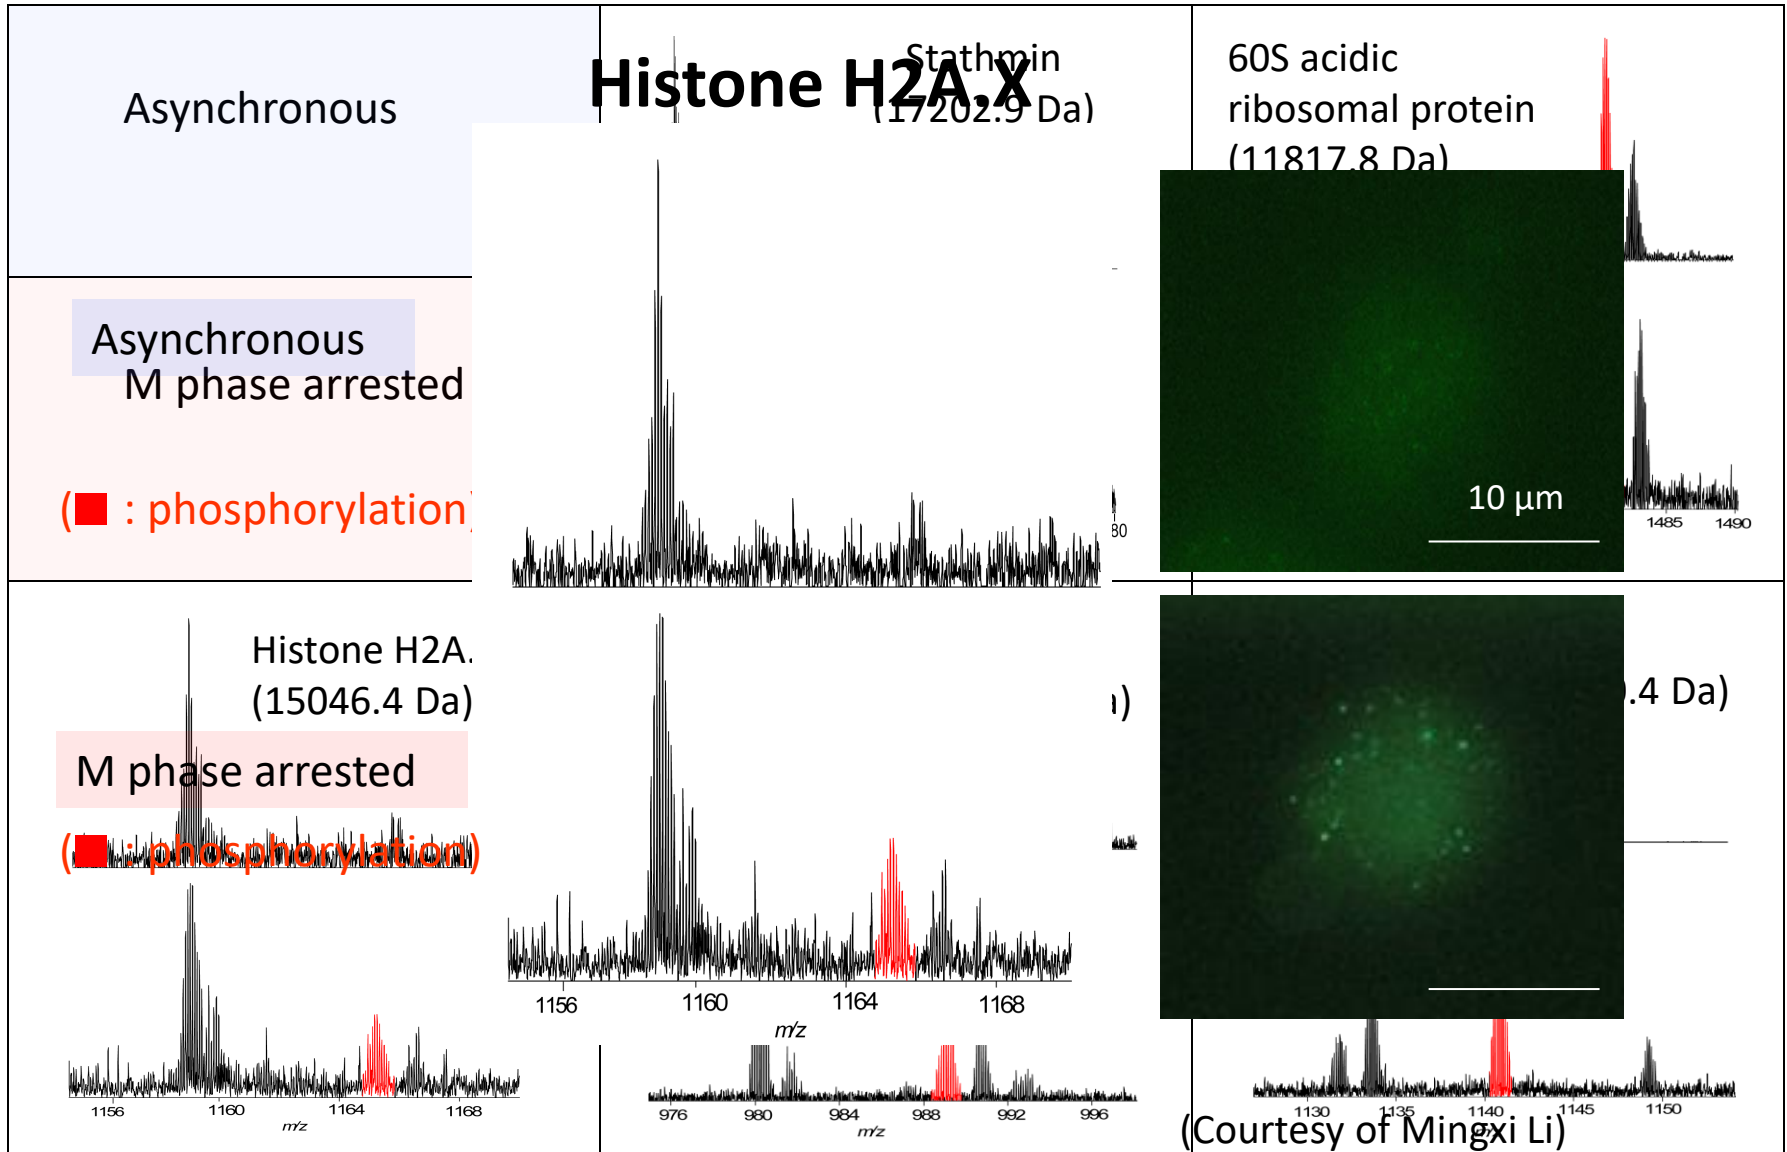 Asynchronous
Histone H2A.X
Stathmin
(17202.9 Da)
60S acidic
ribosomal protein
(11817.8 Da)
Asynchronous
M phase arrested
(■ : phosphorylation)
10 µm
1485 1490
80
Histone H2A.
(15046.4 Da)
)
.4 Da)
M phase arrested
(■ : phosphorylation)
1156 1160 1164 1168
m/z
1156 1160 1164 1168
m/z
976 980 984 988 992 996
m/z
1130 1135 1140 1145 1150
(Courtesy of Mingxi Li)